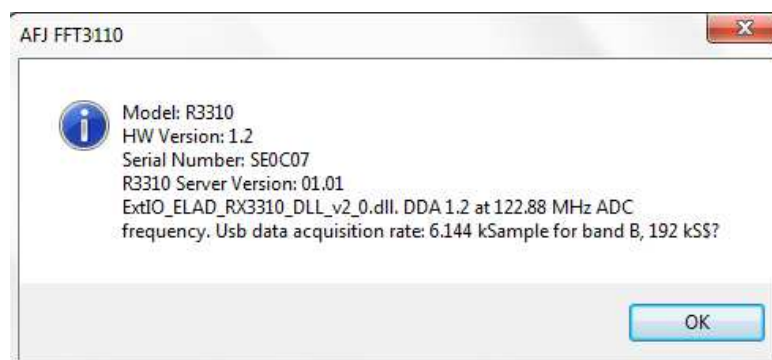 AFJ FFT3110
Model: R3310
HW Version: 1.2
Serial Number: SE0C07
R3310 Server Version: 01.01
ExtIO_ELAD_RX3310_DLL_v2_0.dll. DDA 1.2 at 122.88 MHz ADC
frequency. Usb data acquisition rate: 6.144 kSample for band B, 192 kS$?
OK